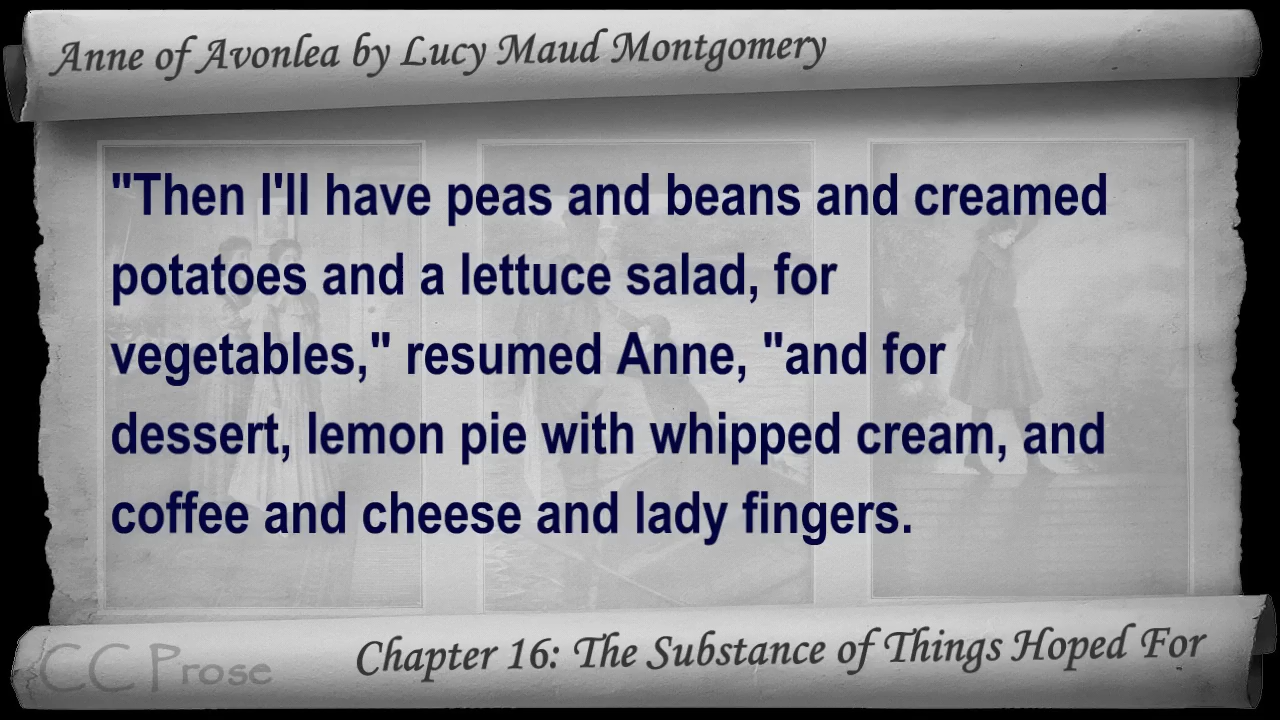 Anne of Avonlea by Lucy Maud Montgomery
"Then I'll have peas and beans and creamed
potatoes and a lettuce salad, for
vegetables," resumed Anne, "and for
dessert, lemon pie with whipped cream, and
coffee and cheese and lady fingers.
Chapter 16: The Substance of Things Hoped For
CC Prose